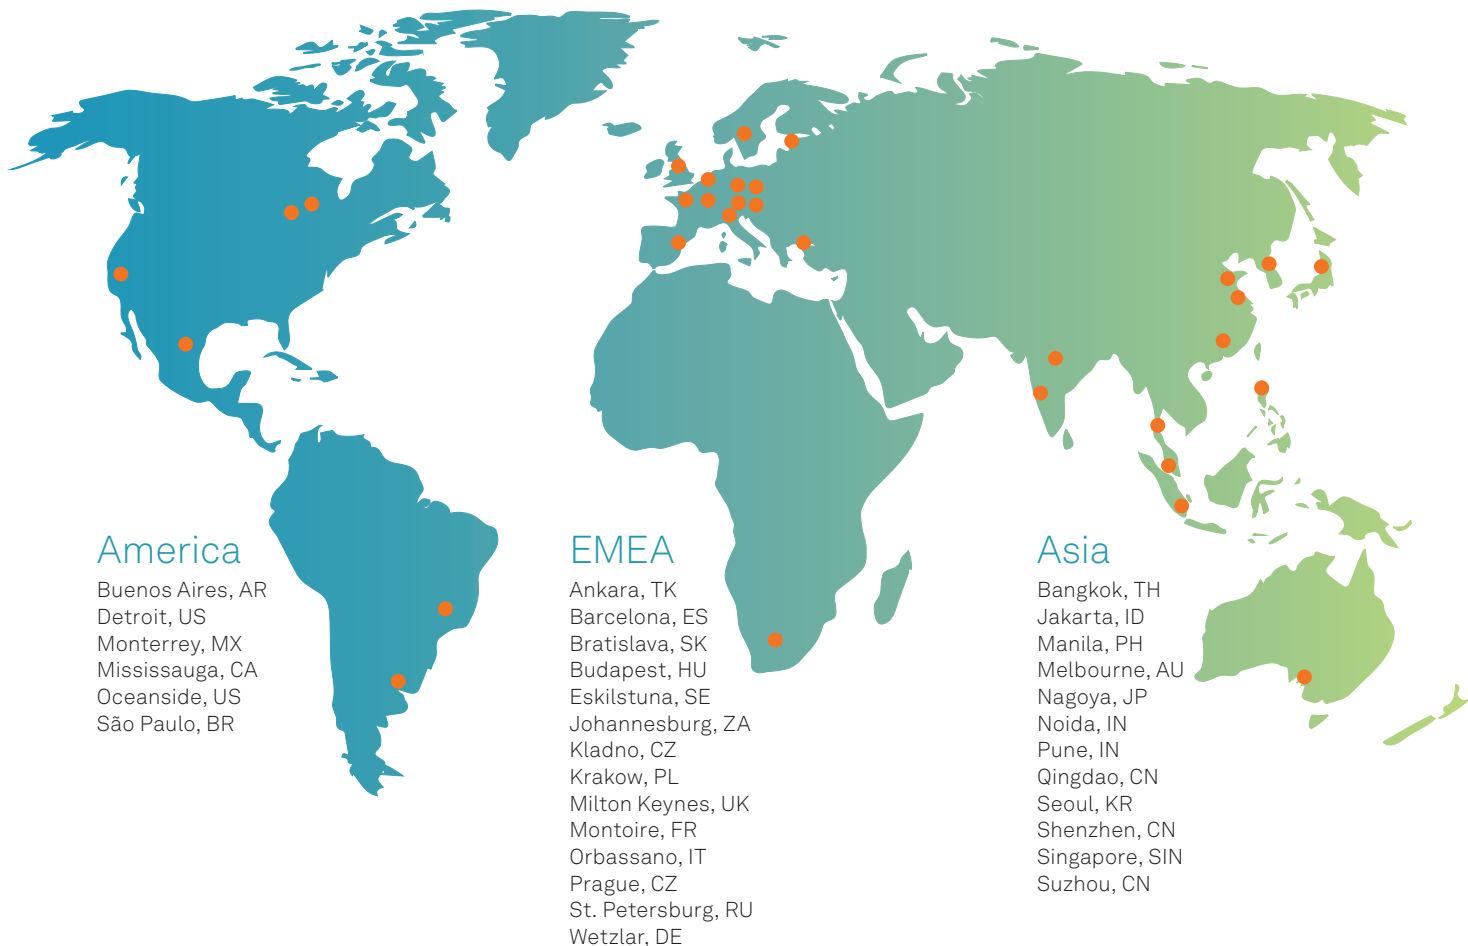 America
Buenos Aires, AR
Detroit, US
Monterrey, MX
Mississauga, CA
Oceanside, US
São Paulo, BR
EMEA
Ankara, TK
Barcelona, ES
Bratislava, SK
Budapest, HU
Eskilstuna, SE
Johannesburg, ZA
Kladno, CZ
Krakow, PL
Milton Keynes, UK
Montoire, FR
Orbassano, IT
Prague, CZ
St. Petersburg, RU
Wetzlar, DE
Asia
Bangkok, TH
Jakarta, ID
Manila, PH
Melbourne, AU
Nagoya, JP
Noida, IN
Pune, IN
Qingdao, CN
Seoul, KR
Shenzhen, CN
Singapore, SIN
Suzhou, CN